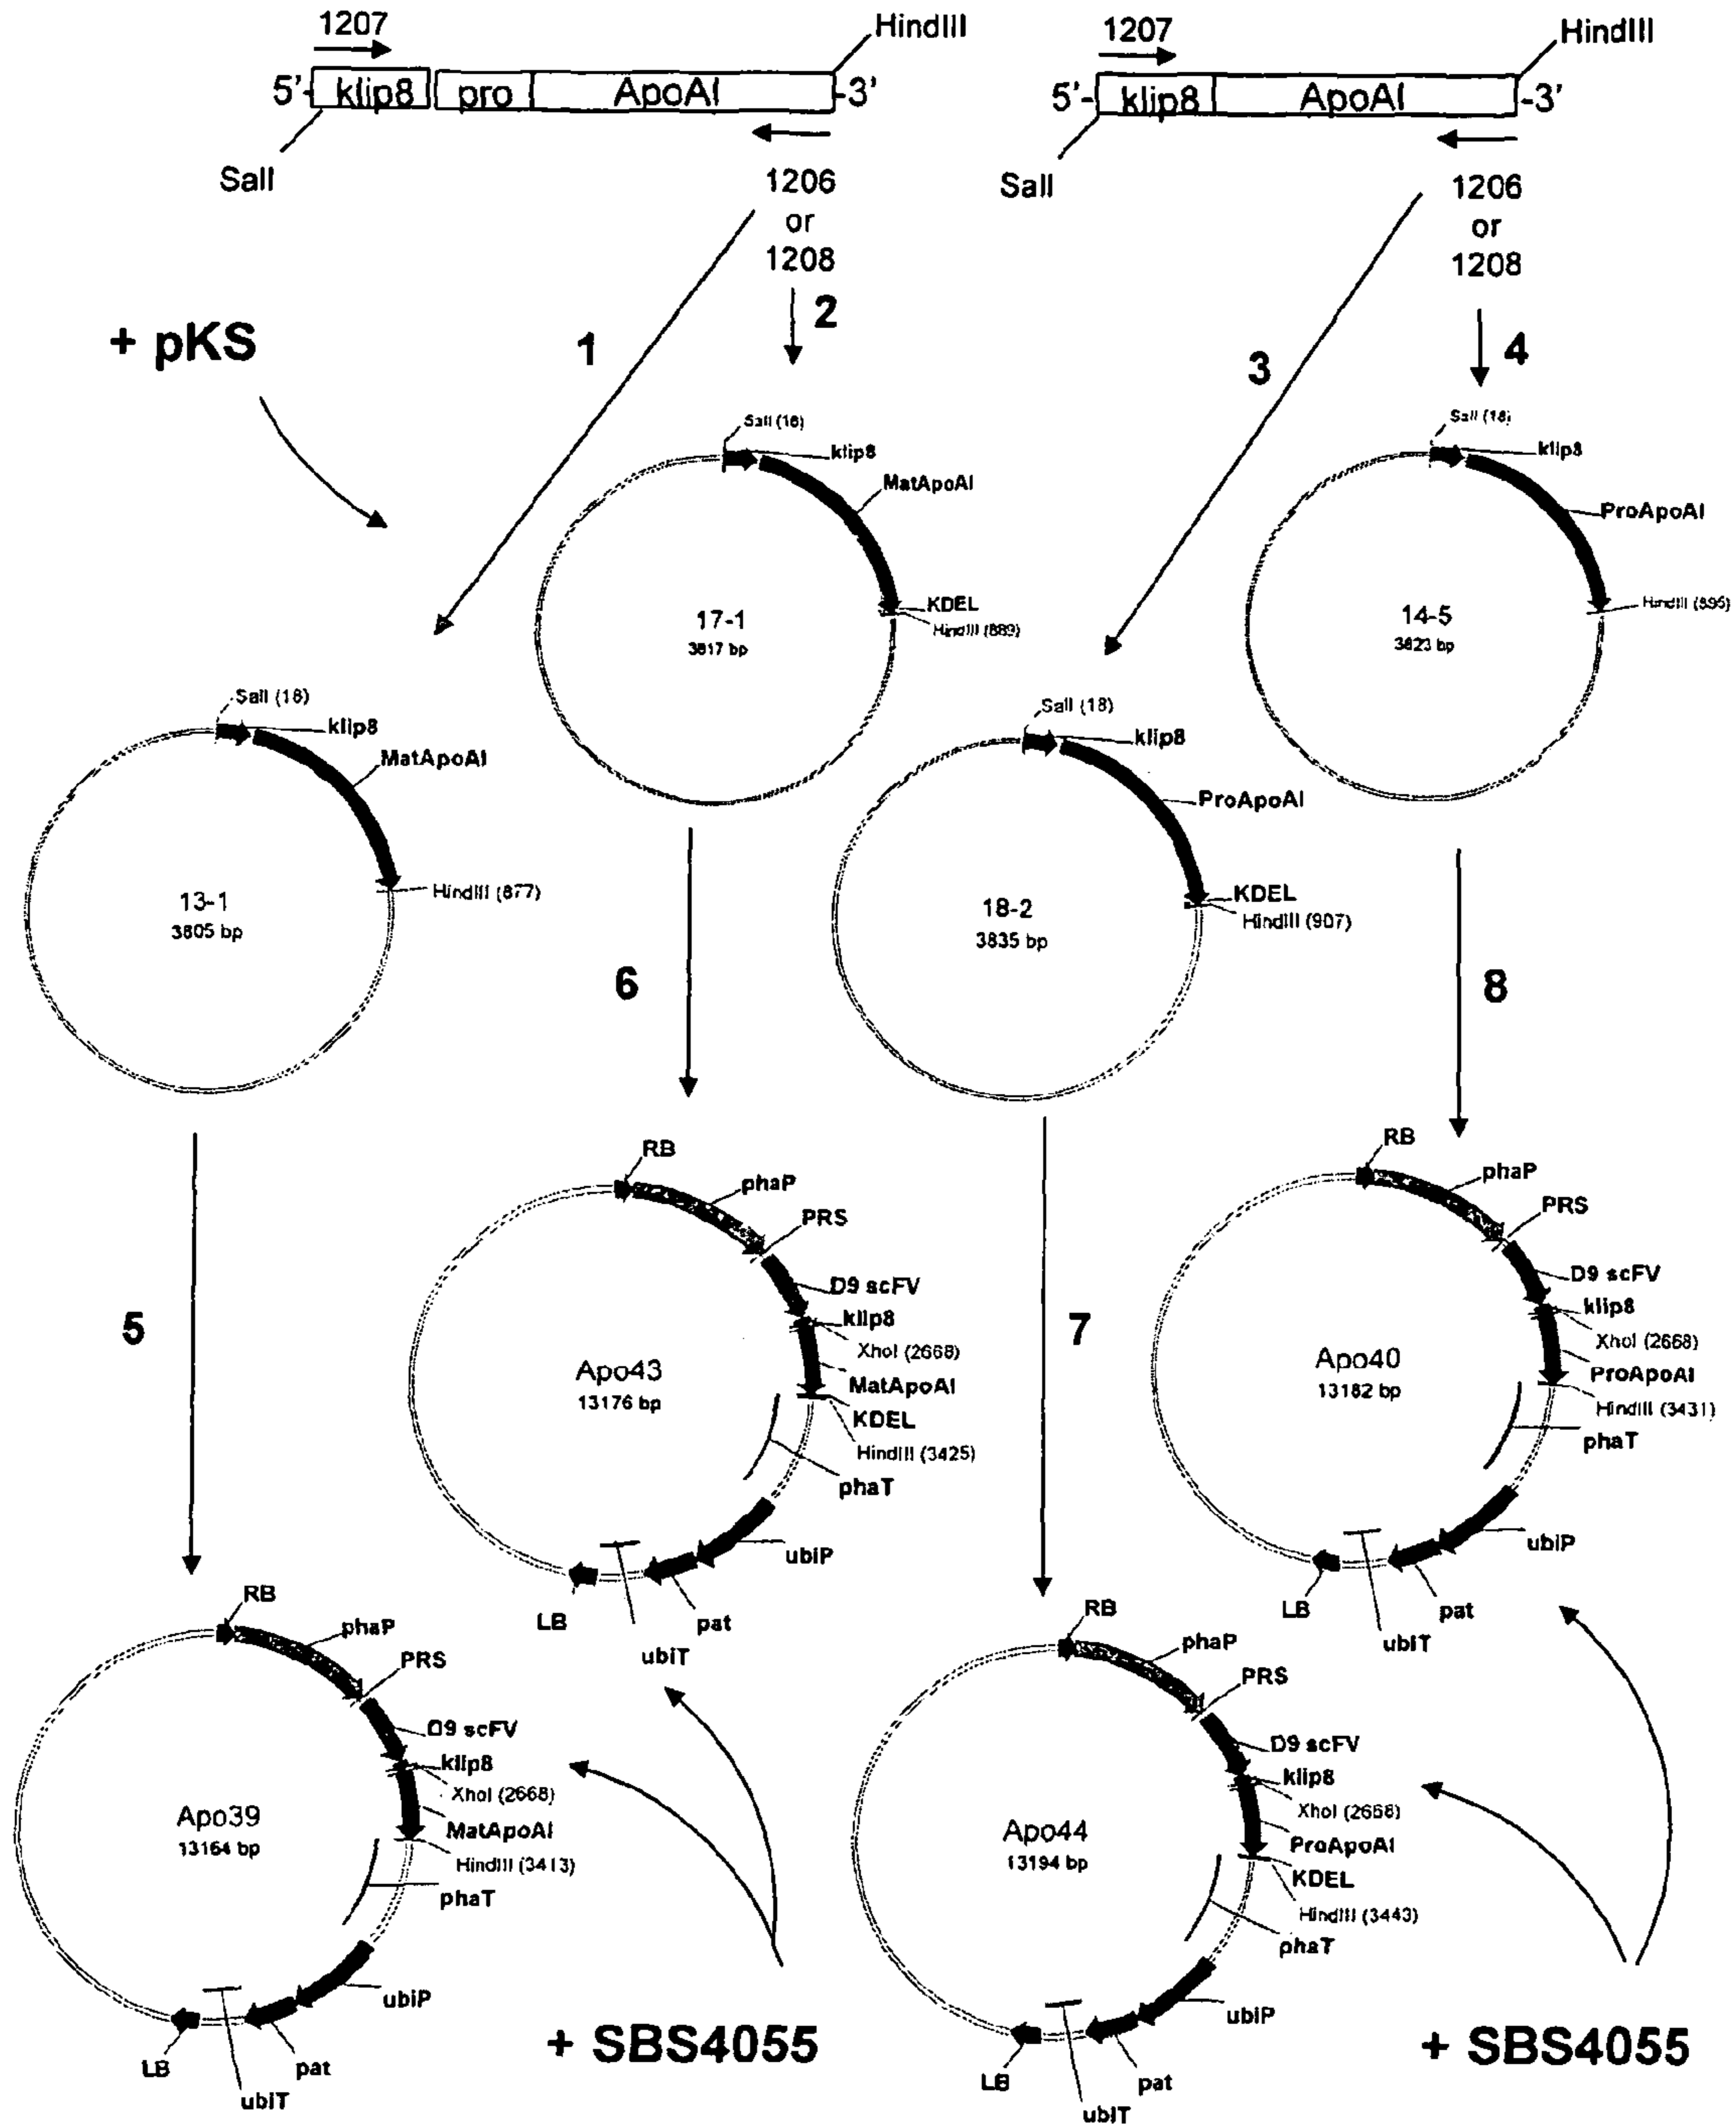 1207
HindIII
5'- klip8 pro ApoAI -3'
SalI
1206
or
1208
1207
HindIII
5'- klip8 ApoAI -3'
SalI
1206
or
1208
+ pKS
1
2
3
4
SalI (18)
klip8
MatApoAI
KDEL
HindIII (889)
17-1
3817 bp
SalI (18)
klip8
ProApoAI
HindIII (895)
14-5
3823 bp
SalI (18)
klip8
MatApoAI
HindIII (877)
13-1
3805 bp
SalI (18)
klip8
ProApoAI
KDEL
HindIII (907)
18-2
3835 bp
5
6
7
8
RB
phaP
PRS
D9 scFV
klip8
XhoI (2668)
MatApoAI
KDEL
HindIII (3425)
phaT
ubiP
pat
ubiT
LB
Apo43
13176 bp
RB
phaP
PRS
D9 scFV
klip8
XhoI (2668)
ProApoAI
HindIII (3431)
phaT
ubiP
pat
ubiT
LB
Apo40
13182 bp
RB
phaP
PRS
D9 scFV
klip8
XhoI (2668)
MatApoAI
HindIII (3413)
phaT
ubiP
pat
ubiT
LB
Apo39
13164 bp
RB
phaP
PRS
D9 scFV
klip8
XhoI (2668)
ProApoAI
KDEL
HindIII (3443)
phaT
ubiP
pat
ubiT
LB
Apo44
13194 bp
+ SBS4055
+ SBS4055